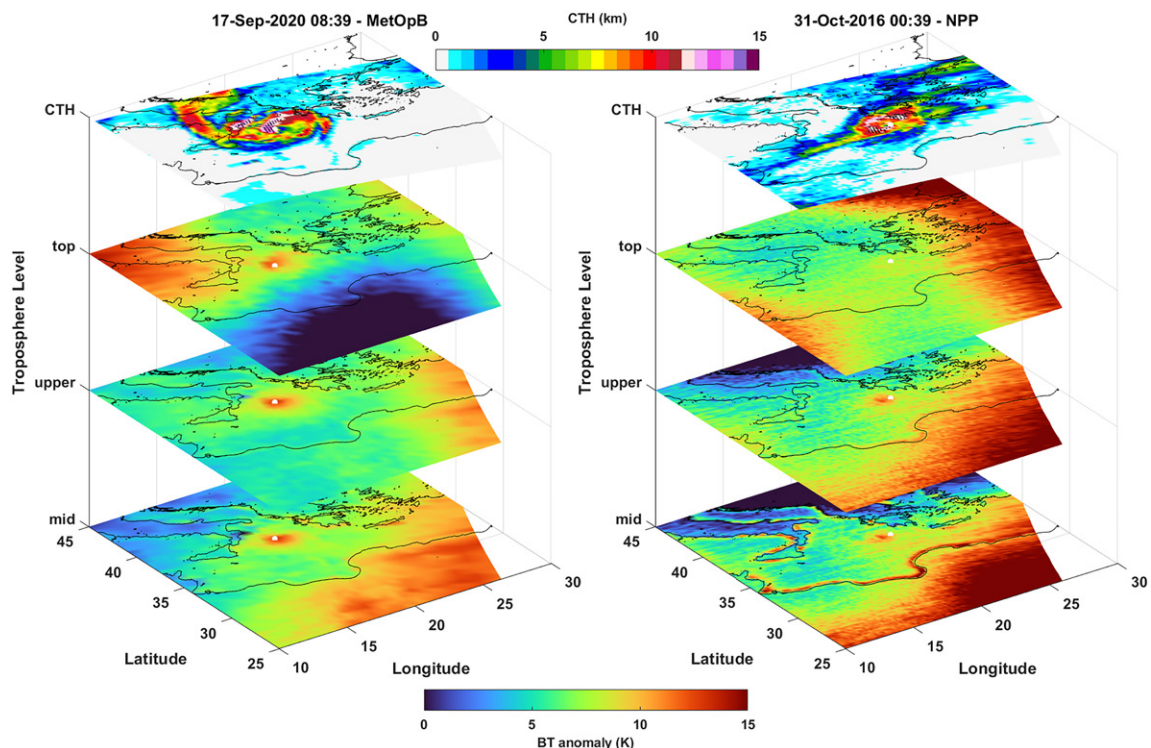 17-Sep-2020 08:39 - MetOpB
CTH (km)
31-Oct-2016 00:39 - NPP
0 5 10 15
CTH
top
upper
mid
Troposphere Level
45
40
35
30
25
Latitude
10
15
20
25
30
Longitude
CTH
top
upper
mid
Troposphere Level
45
40
35
30
25
Latitude
10
15
20
25
30
Longitude
0 5 10 15
BT anomaly (K)